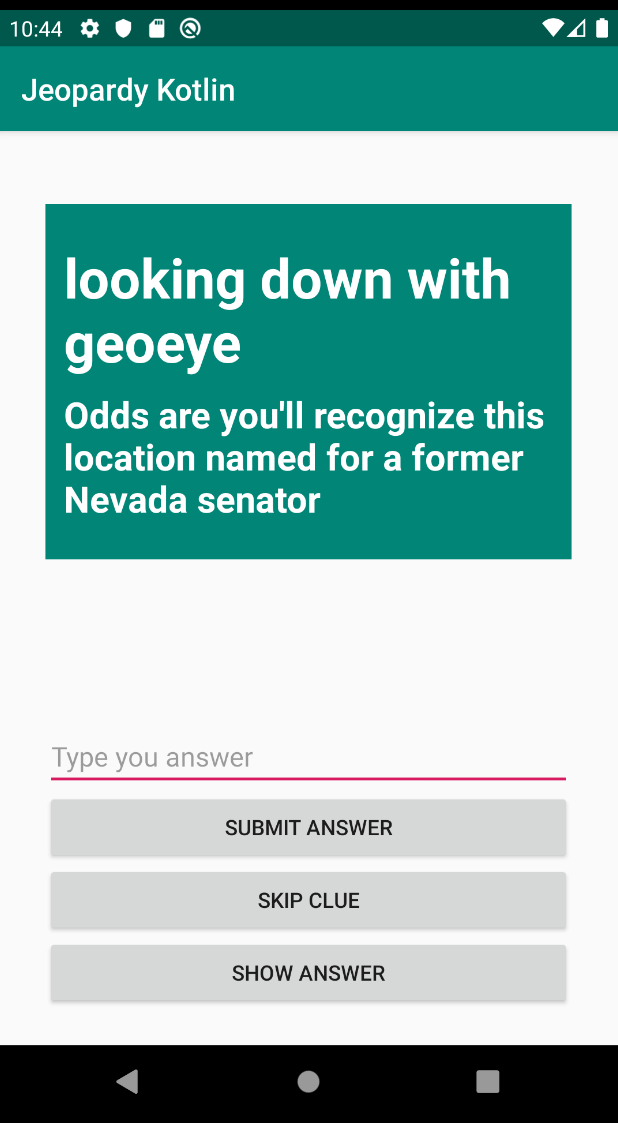 10:44
Jeopardy Kotlin
looking down with
geoeye
Odds are you'll recognize this
location named for a former
Nevada senator
Type you answer
SUBMIT ANSWER
SKIP CLUE
SHOW ANSWER